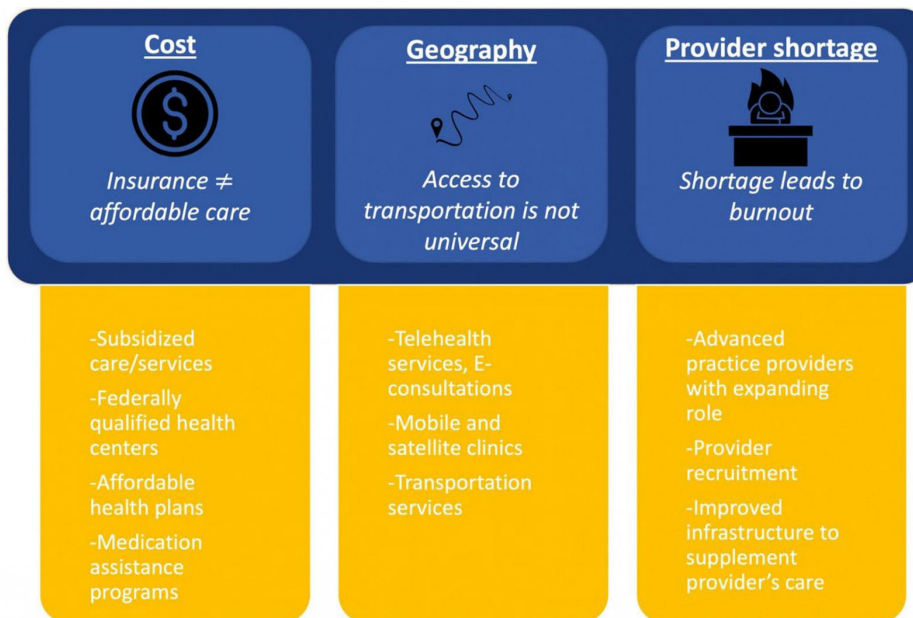 Cost
$
Insurance ≠
affordable care
-Subsidized
care/services
-Federally
qualified health
centers
-Affordable
health plans
-Medication
assistance
programs
Geography
Access to
transportation is not
universal
-Telehealth
services, E-
consultations
-Mobile and
satellite clinics
-Transportation
services
Provider shortage
Shortage leads to
burnout
-Advanced
practice providers
with expanding
role
-Provider
recruitment
-Improved
infrastructure to
supplement
provider's care